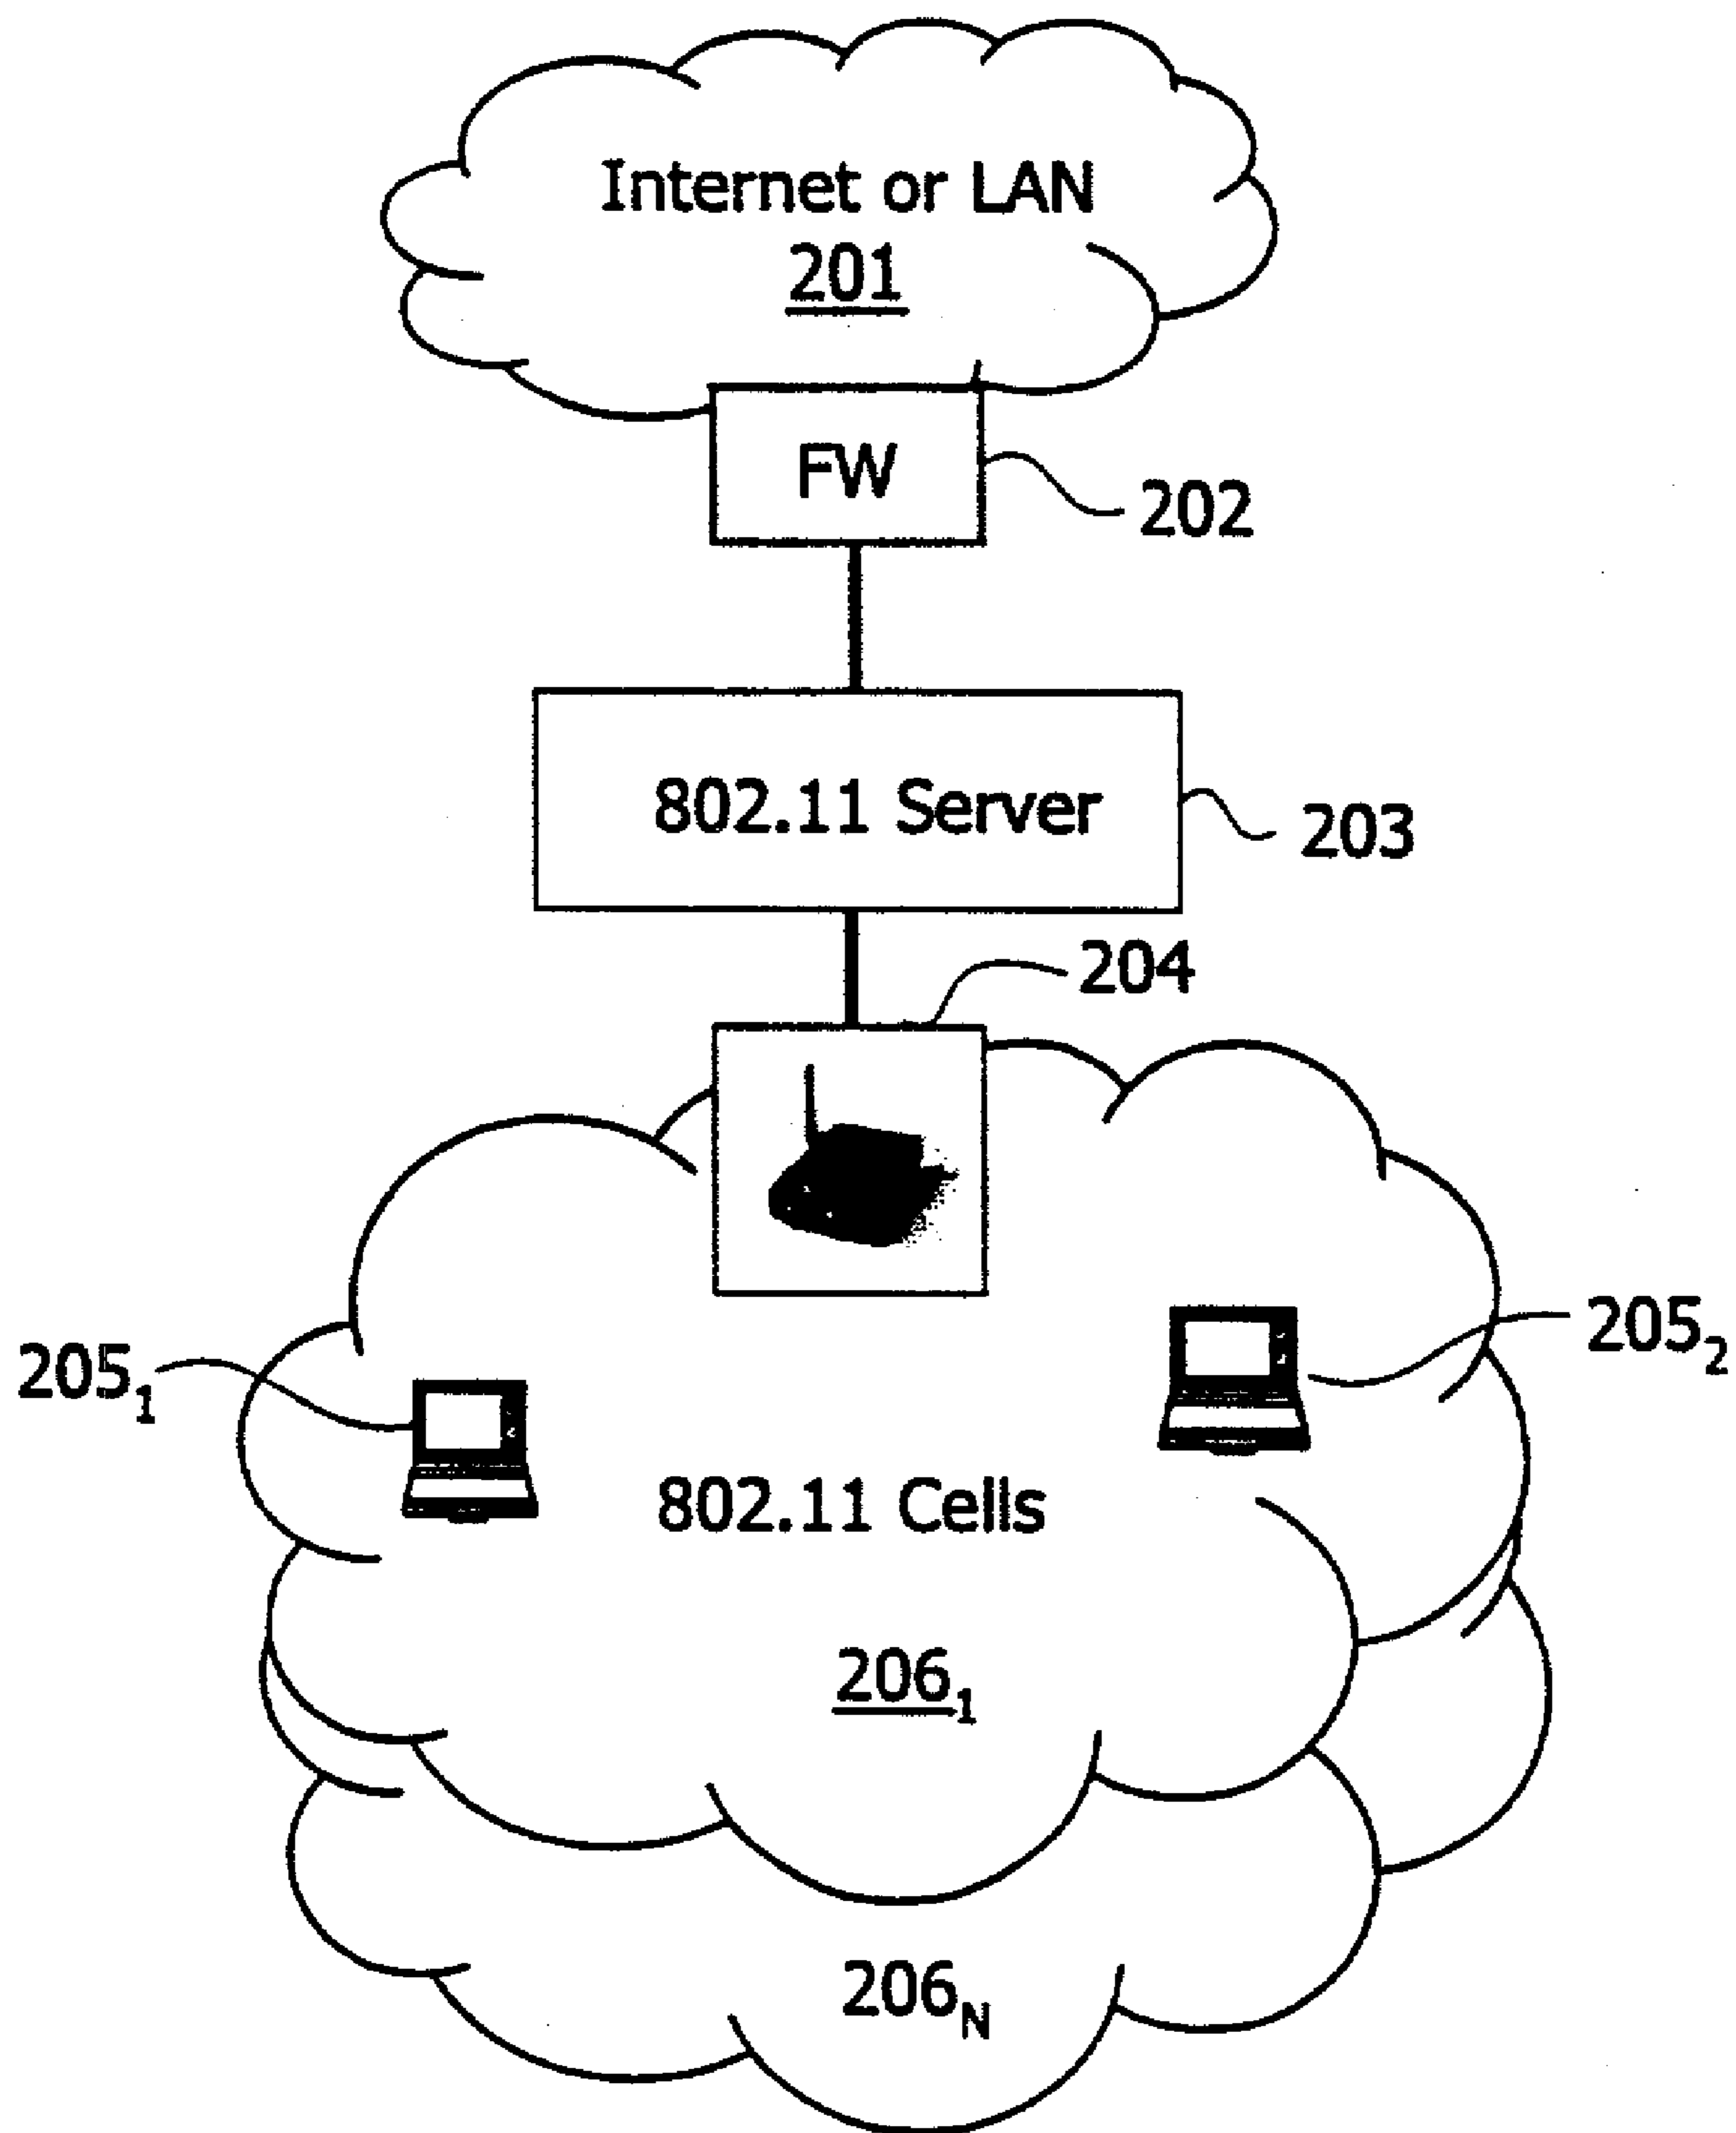 Internet or LAN
201
FW
202
802.11 Server
203
204
205₁
205₂
802.11 Cells
206₁
206N